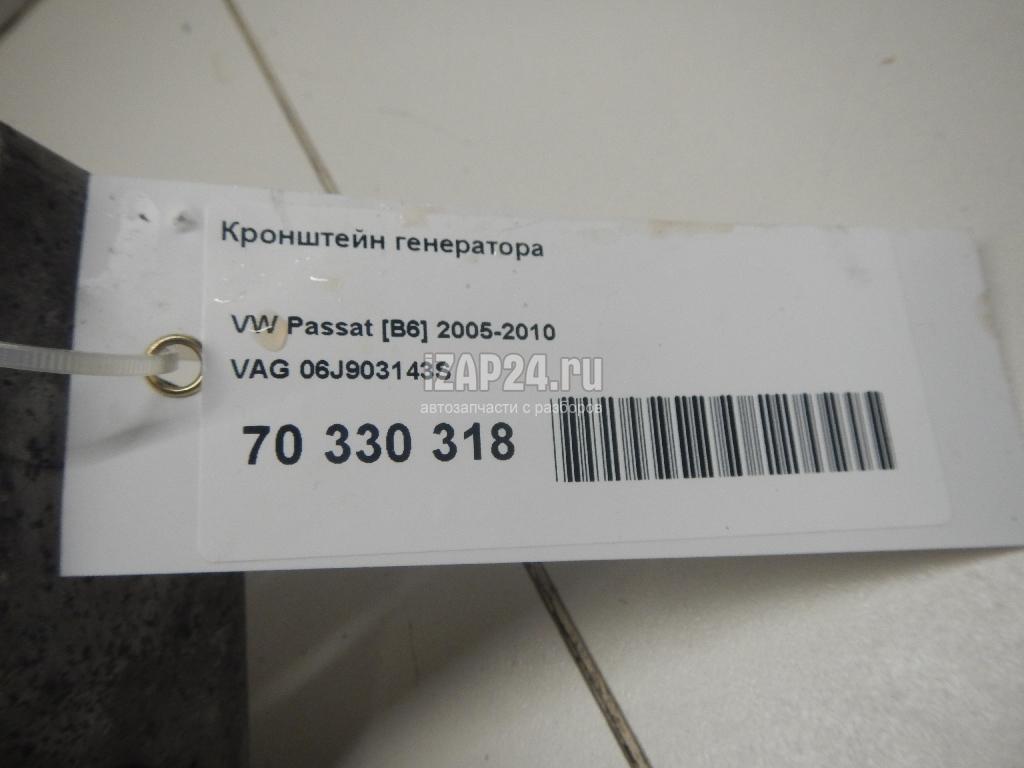 Кронштейн генератора
VW Passat [B6] 2005-2010
VAG 06J903143S
iZAP24.ru
автозапчасти с разборов
70 330 318